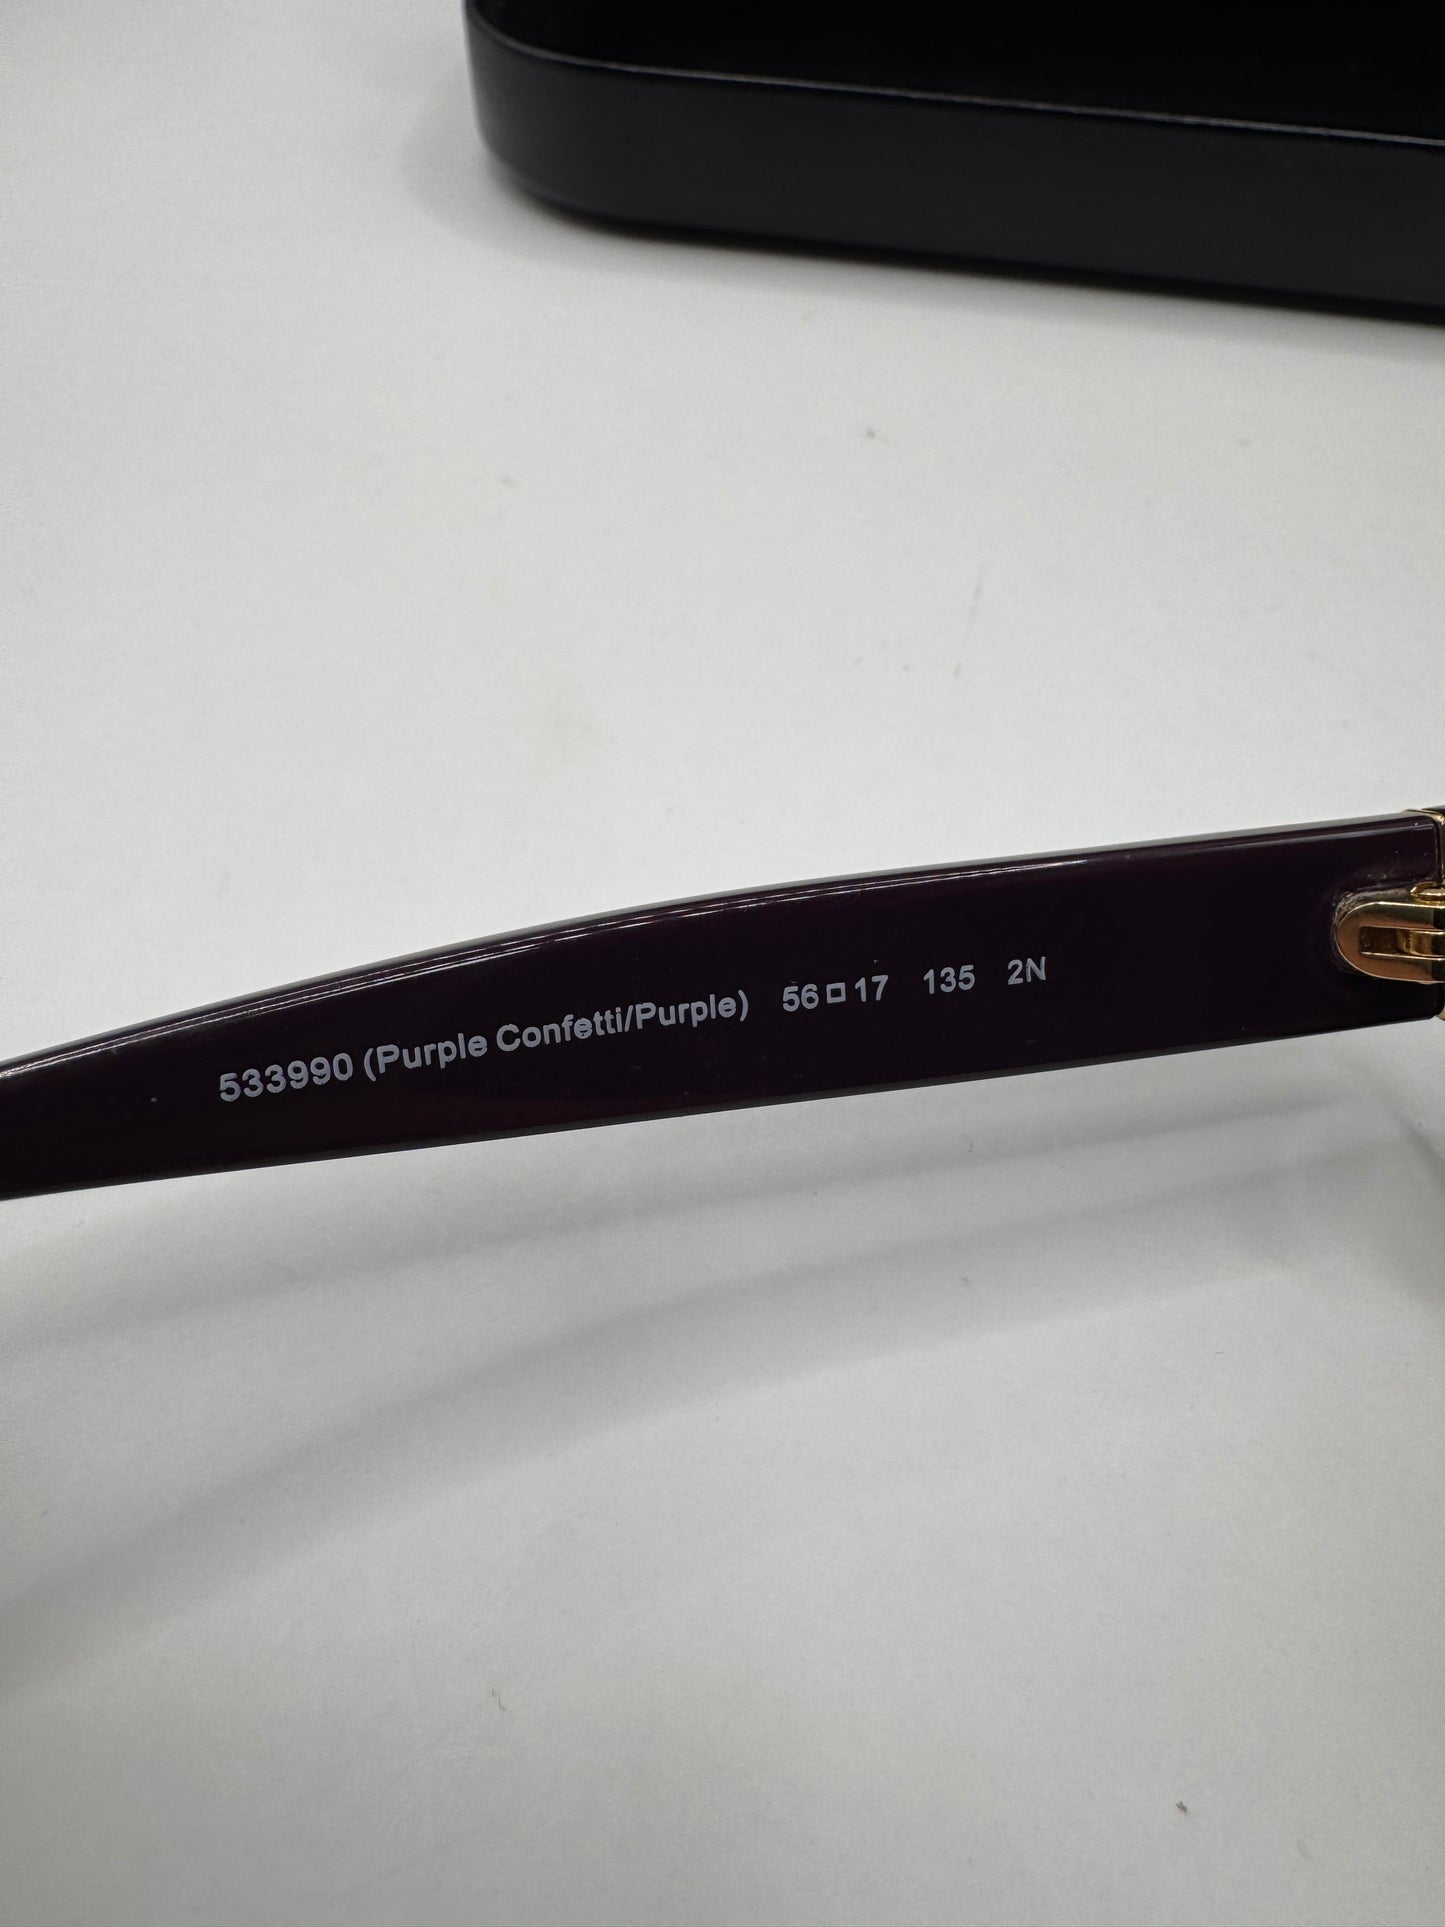 533990 (Purple Confetti/Purple) 56□17 135 2N